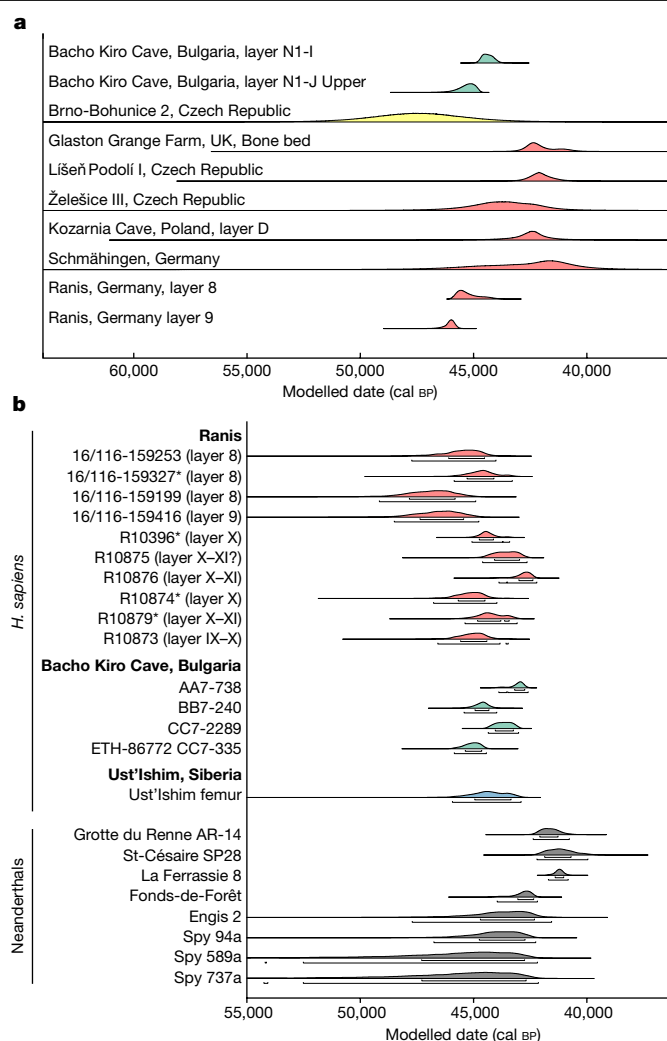 a
Bacho Kiro Cave, Bulgaria, layer N1-I
Bacho Kiro Cave, Bulgaria, layer N1-J Upper
Brno-Bohunice 2, Czech Republic
Glaston Grange Farm, UK, Bone bed
Líšeň Podolí I, Czech Republic
Želešice III, Czech Republic
Kozarnia Cave, Poland, layer D
Schmähingen, Germany
Ranis, Germany, layer 8
Ranis, Germany layer 9
60,000 55,000 50,000 45,000 40,000
Modelled date (cal BP)
b
H. sapiens
Ranis
16/116-159253 (layer 8)
16/116-159327* (layer 8)
16/116-159199 (layer 8)
16/116-159416 (layer 9)
R10396* (layer X)
R10875 (layer X–XI?)
R10876 (layer X–XI)
R10874* (layer X)
R10879* (layer X–XI)
R10873 (layer IX–X)
Bacho Kiro Cave, Bulgaria
AA7-738
BB7-240
CC7-2289
ETH-86772 CC7-335
Ust'Ishim, Siberia
Ust'Ishim femur
Neanderthals
Grotte du Renne AR-14
St-Césaire SP28
La Ferrassie 8
Fonds-de-Forêt
Engis 2
Spy 94a
Spy 589a
Spy 737a
55,000 50,000 45,000 40,000
Modelled date (cal BP)